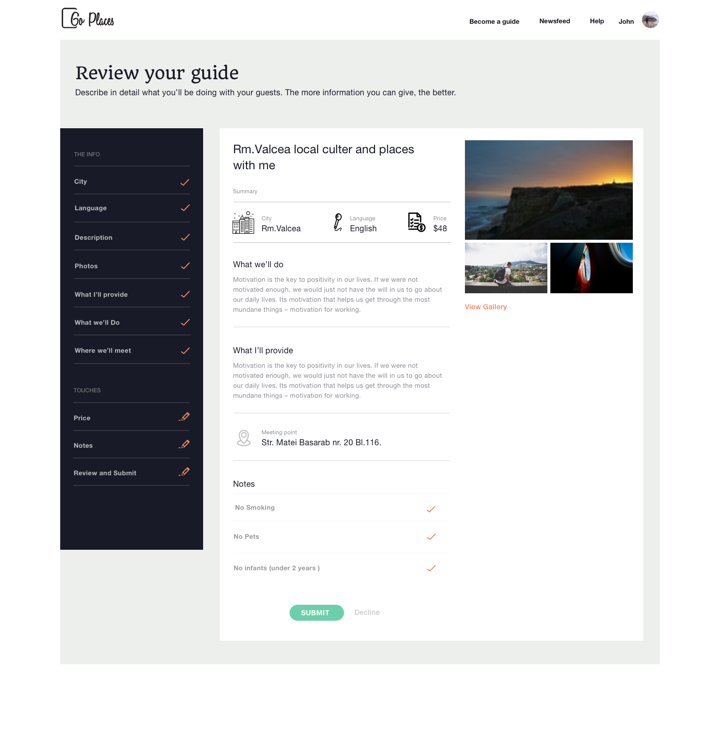 Go Places
Become a guide
Newsfeed
Help
John
Review your guide
Describe in detail what you'll be doing with your guests. The more information you can give, the better.
THE INFO
City
Language
Description
Photos
What I'll provide
What we'll Do
Where we'll meet
TOUCHES
Price
Notes
Review and Submit
Rm.Valcea local culter and places
with me
Summary
City
Rm.Valcea
Language
English
Price
$48
What we'll do
Motivation is the key to positivity in our lives. If we were not
motivated enough, we would just not have the will in us to go about
our daily lives. Its motivation that helps us get through the most
mundane things – motivation for working.
What I'll provide
Motivation is the key to positivity in our lives. If we were not
motivated enough, we would just not have the will in us to go about
our daily lives. Its motivation that helps us get through the most
mundane things – motivation for working.
Meeting point
Str. Matei Basarab nr. 20 Bl.116.
Notes
No Smoking
No Pets
No infants (under 2 years )
SUBMIT
Decline
View Gallery